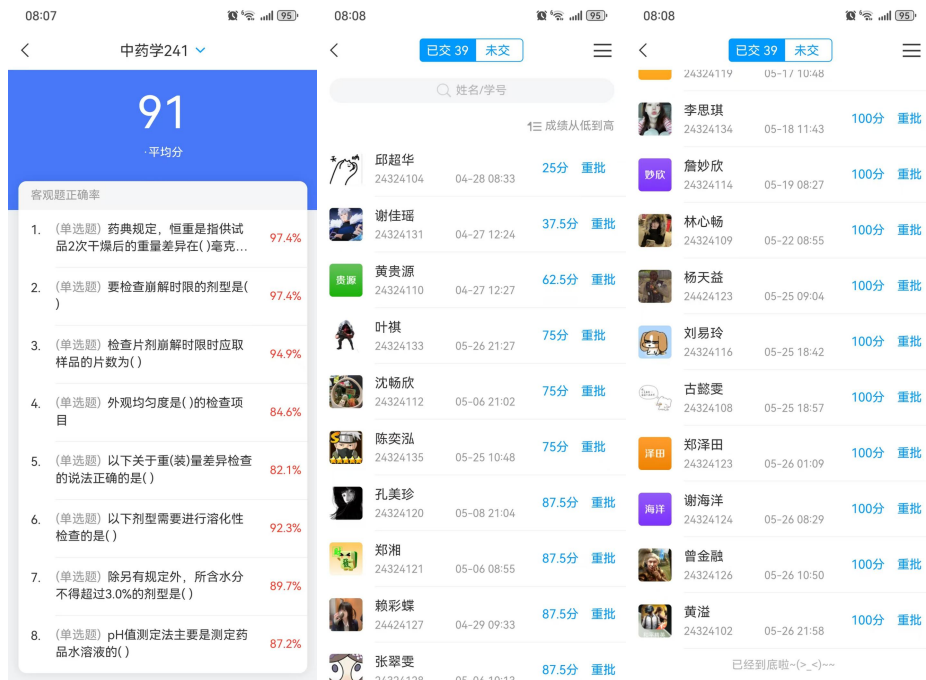 08:07
95
中药学241
91
·平均分
客观题正确率
1. (单选题) 药典规定，恒重是指供试
品2次干燥后的重量差异在( )毫克...
97.4%
2. (单选题) 要检查崩解时限的剂型是(
)
97.4%
3. (单选题) 检查片剂崩解时限时应取
样品的片数为( )
94.9%
4. (单选题) 外观均匀度是( )的检查项
目
84.6%
5. (单选题) 以下关于重(装)量差异检查
的说法正确的是( )
82.1%
6. (单选题) 以下剂型需要进行溶化性
检查的是( )
92.3%
7. (单选题) 除另有规定外，所含水分
不得超过3.0%的剂型是( )
89.7%
8. (单选题) pH值测定法主要是测定药
品水溶液的( )
87.2%
08:08
95
已交 39 未交
姓名/学号
成绩从低到高
邱超华
24324104 04-28 08:33
25分 重批
谢佳瑶
24324131 04-27 12:24
37.5分 重批
贵源
黄贵源
24324110 04-27 12:27
62.5分 重批
叶祺
24324133 05-26 21:27
75分 重批
沈畅欣
24324112 05-06 21:02
75分 重批
陈奕泓
24324135 05-25 10:48
75分 重批
孔美珍
24324120 05-08 21:04
87.5分 重批
郑湘
24324121 05-06 08:55
87.5分 重批
赖彩蝶
24424127 04-29 09:33
87.5分 重批
张翠雯
24324128 05-06 10:13
87.5分 重批
08:08
95
已交 39 未交
24324119 05-17 10:48
李思琪
24324134 05-18 11:43
100分 重批
妙欣
詹妙欣
24324114 05-19 08:27
100分 重批
林心畅
24324109 05-22 08:55
100分 重批
杨天益
24424123 05-25 09:04
100分 重批
刘易玲
24324116 05-25 18:42
100分 重批
古懿雯
24324108 05-25 18:57
100分 重批
泽田
郑泽田
24324123 05-26 01:09
100分 重批
海洋
谢海洋
24324124 05-26 08:29
100分 重批
曾金融
24324126 05-26 10:50
100分 重批
黄溢
24324102 05-26 21:58
100分 重批
已经到底啦~(>_<)~~